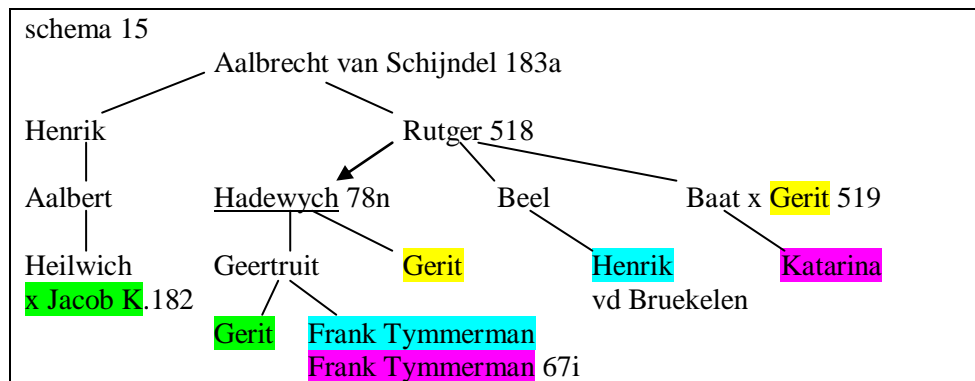 schema 15
Aalbrecht van Schijndel 183a
Henrik Rutger 518
Aalbert Hadewych 78n Beel Baat x Gerit 519
Heilwich Geertruit Gerit Henrik Katarina
x Jacob K.182 vd Bruekelen
Gerit Frank Tymmerman
Frank Tymmerman 67i